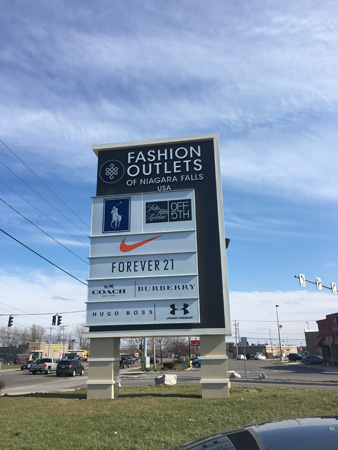 FASHION
OUTLETS
OF NIAGARA FALLS
USA
Saks Fifth Avenue OFF 5TH
FOREVER 21
COACH BURBERRY
HUGO BOSS UNDER ARMOUR